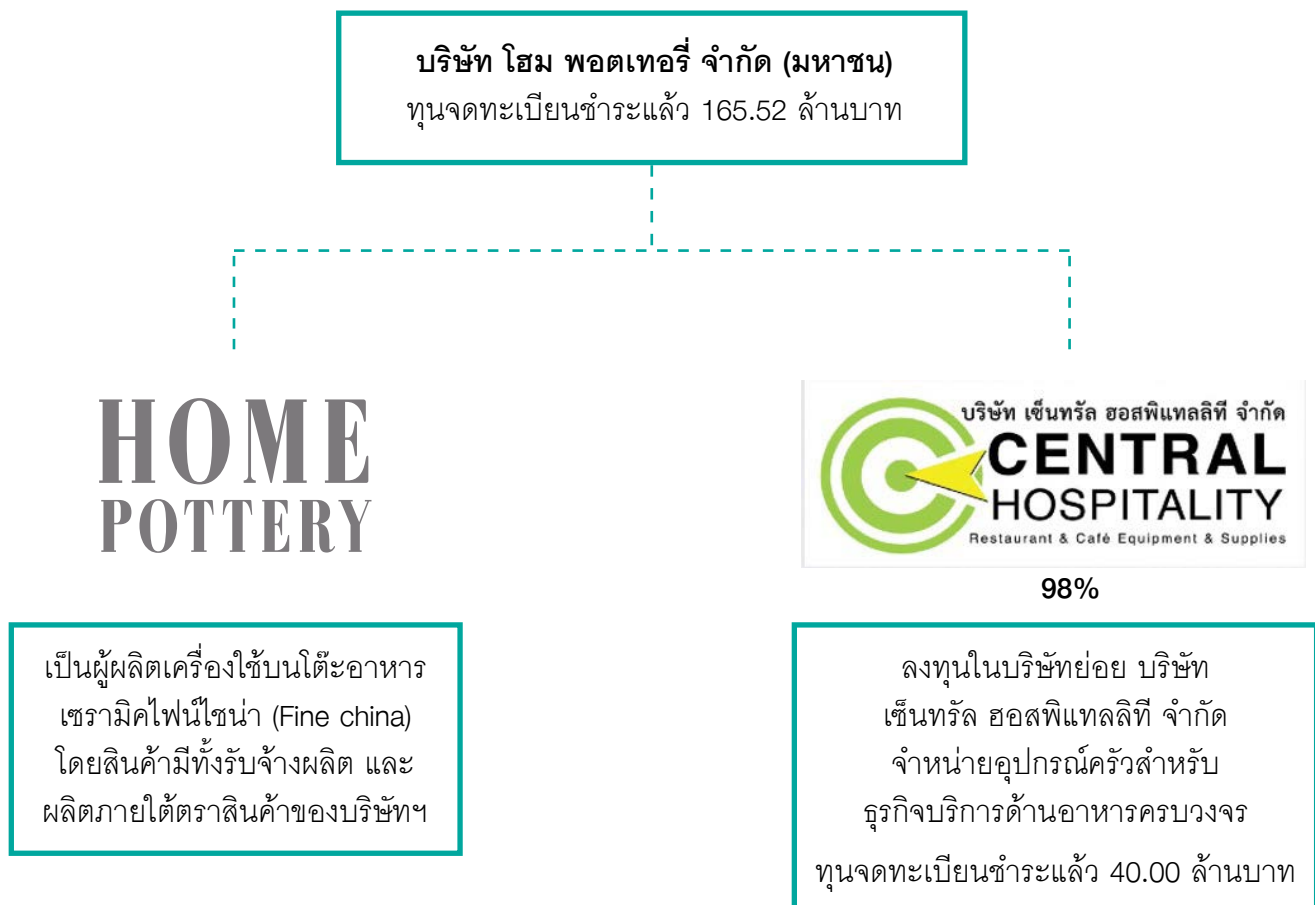 บริษัท โฮม พอตเทอรี่ จำกัด (มหาชน)
ทุนจดทะเบียนชำระแล้ว 165.52 ล้านบาท
HOME
POTTERY
เป็นผู้ผลิตเครื่องใช้บนโต๊ะอาหาร
เซรามิคไฟน์ไชน่า (Fine china)
โดยสินค้ามีทั้งรับจ้างผลิต และ
ผลิตภายใต้ตราสินค้าของบริษัทฯ
บริษัท เซ็นทรัล ฮอสพิแทลลิที จำกัด
CENTRAL
HOSPITALITY
Restaurant & Café Equipment & Supplies
98%
ลงทุนในบริษัทย่อย บริษัท
เซ็นทรัล ฮอสพิแทลลิที จำกัด
จำหน่ายอุปกรณ์ครัวสำหรับ
ธุรกิจบริการด้านอาหารครบวงจร
ทุนจดทะเบียนชำระแล้ว 40.00 ล้านบาท